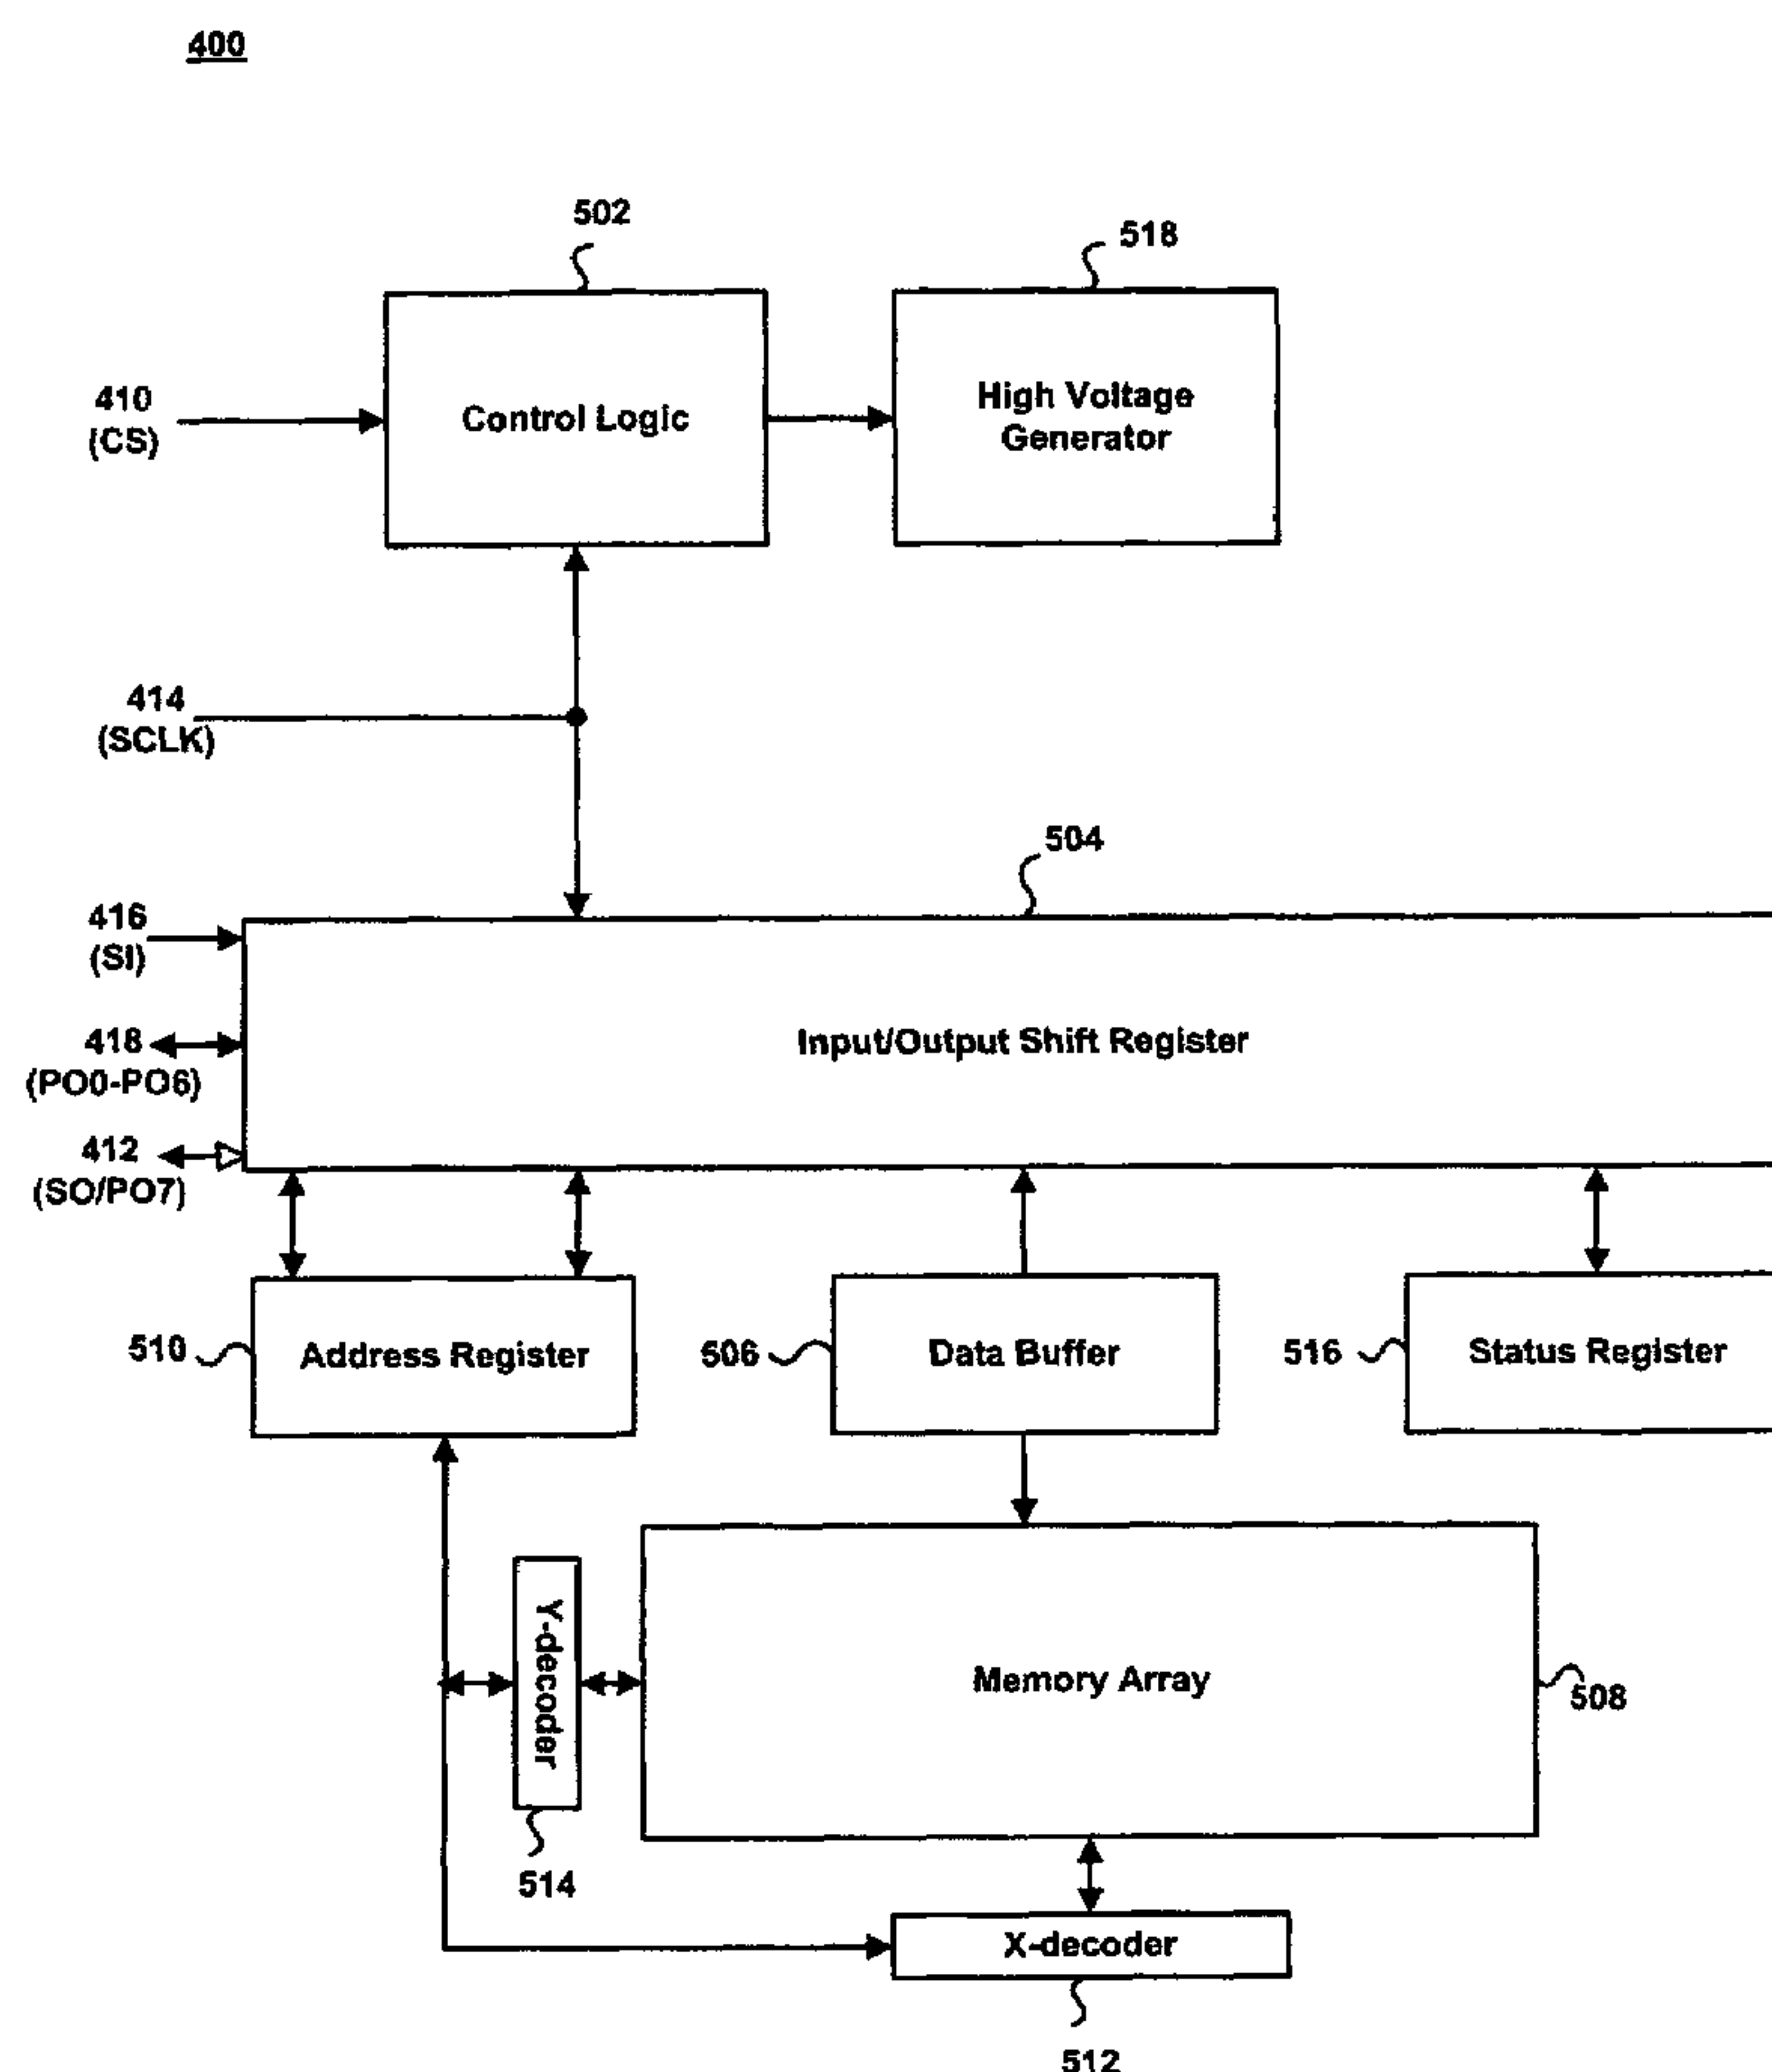 400
502
518
410
(CS)
Control Logic
High Voltage
Generator
414
(SCLK)
504
416
(SI)
418
(PO0-PO6)
412
(SO/PO7)
Input/Output Shift Register
510
Address Register
506
Data Buffer
516
Status Register
Y-decoder
Memory Array
508
514
X-decoder
512